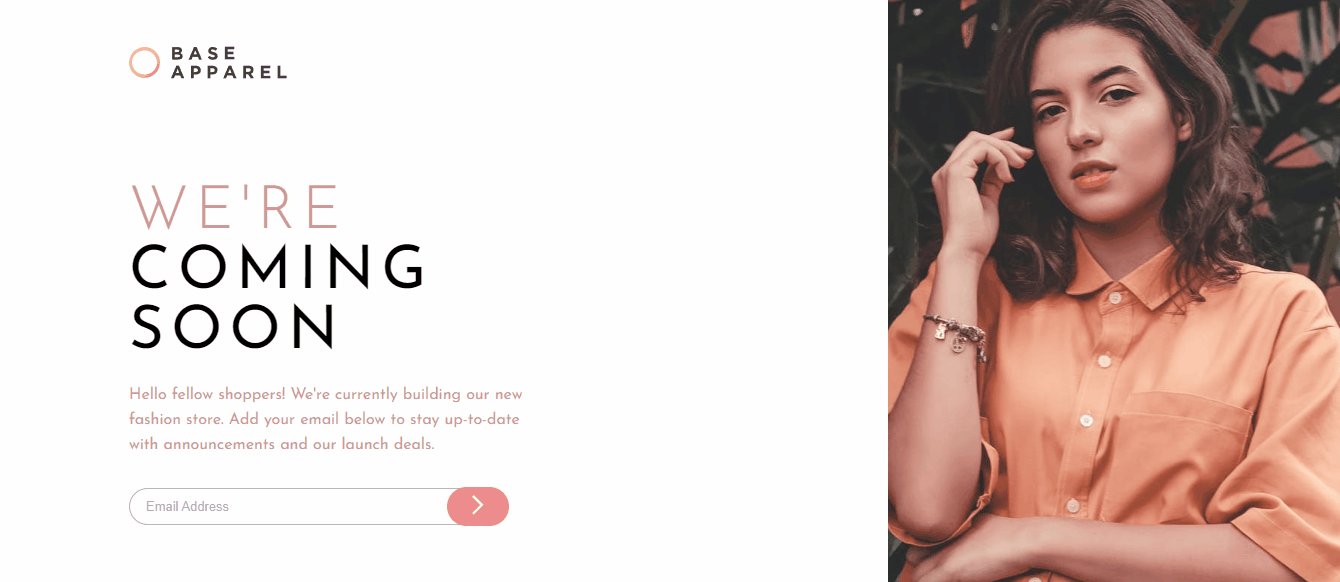 BASE
APPAREL
WE'RE
COMING
SOON
Hello fellow shoppers! We're currently building our new
fashion store. Add your email below to stay up-to-date
with announcements and our launch deals.
Email Address